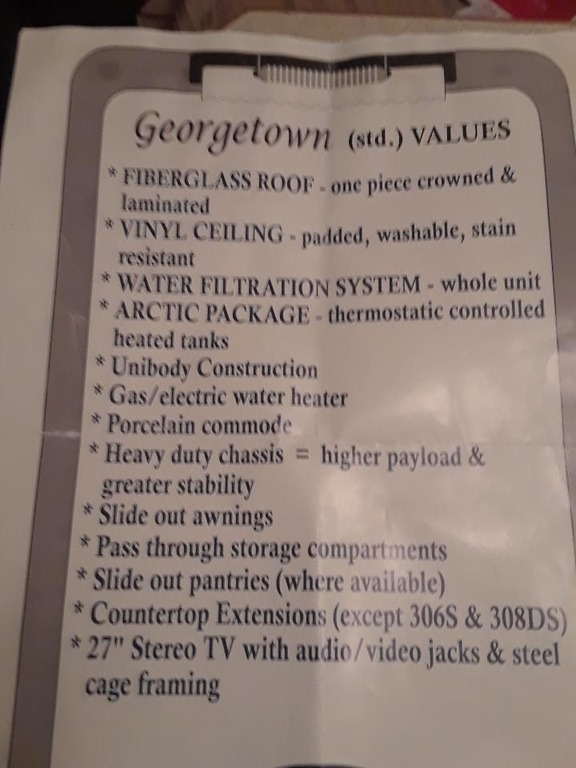 Georgetown (std.) VALUES
* FIBERGLASS ROOF - one piece crowned &
laminated
* VINYL CEILING - padded, washable, stain
resistant
* WATER FILTRATION SYSTEM - whole unit
* ARCTIC PACKAGE - thermostatic controlled
heated tanks
* Unibody Construction
* Gas/electric water heater
* Porcelain commode
* Heavy duty chassis = higher payload &
greater stability
* Slide out awnings
* Pass through storage compartments
* Slide out pantries (where available)
* Countertop Extensions (except 306S & 308DS)
* 27" Stereo TV with audio/video jacks & steel
cage framing